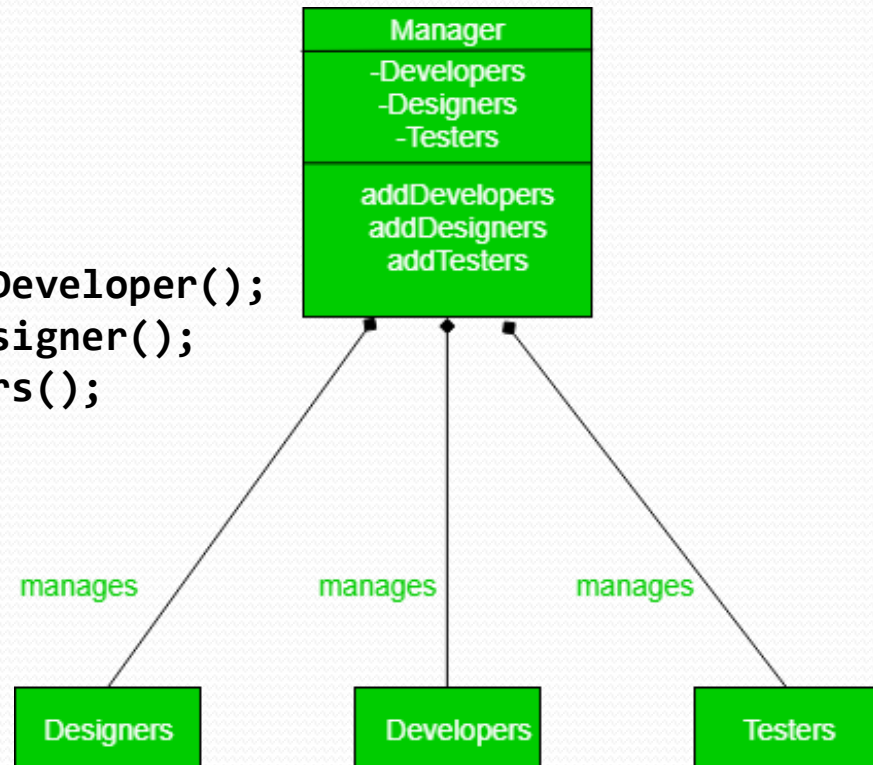 Manager
-Developers
-Designers
-Testers
addDevelopers
addDesigners
addTesters
Developer();
signer();
rs();
manages
manages
manages
Designers
Developers
Testers